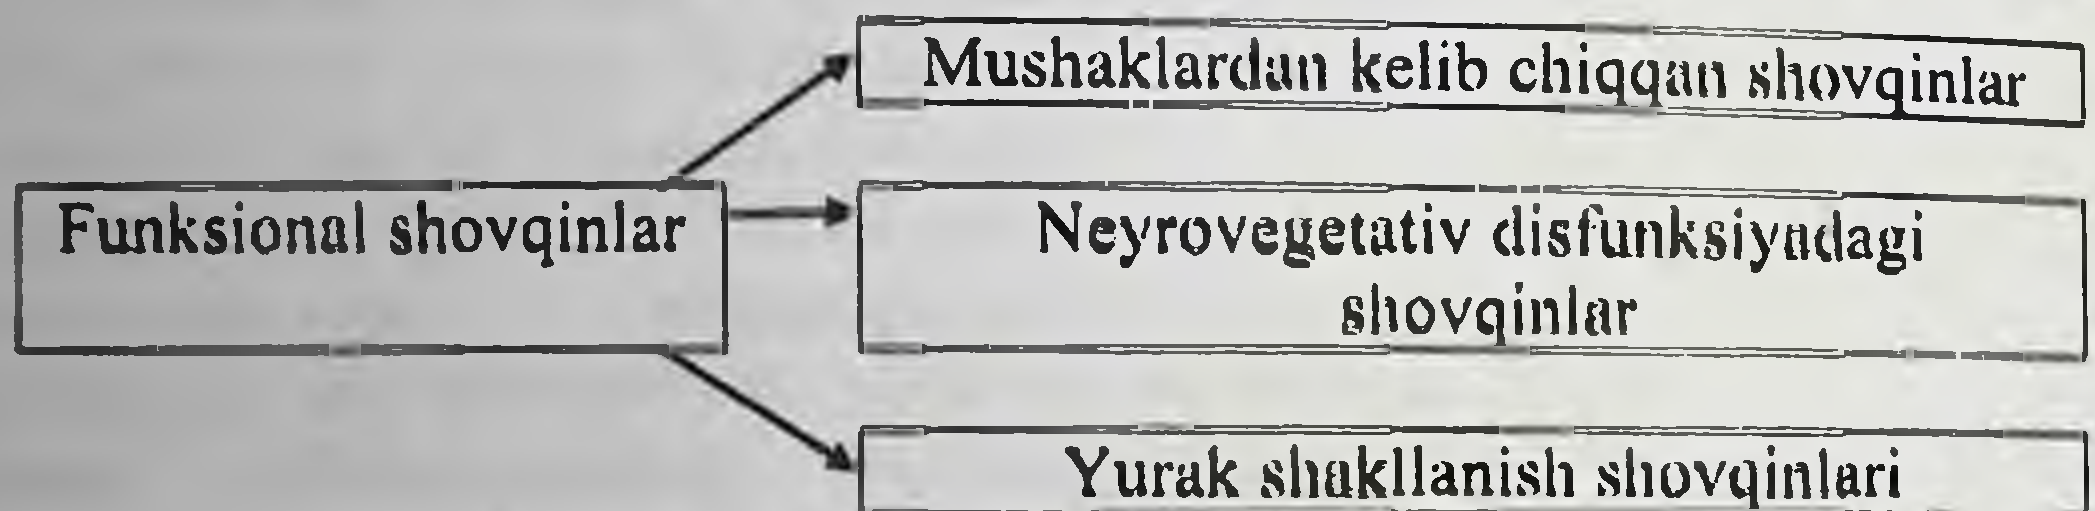 Mushaklardan kelib chiqqan shovqinlar
Funksional shovqinlar
Neyrovegetativ disfunksiyadagi
shovqinlar
Yurak shakllanish shovqinlari